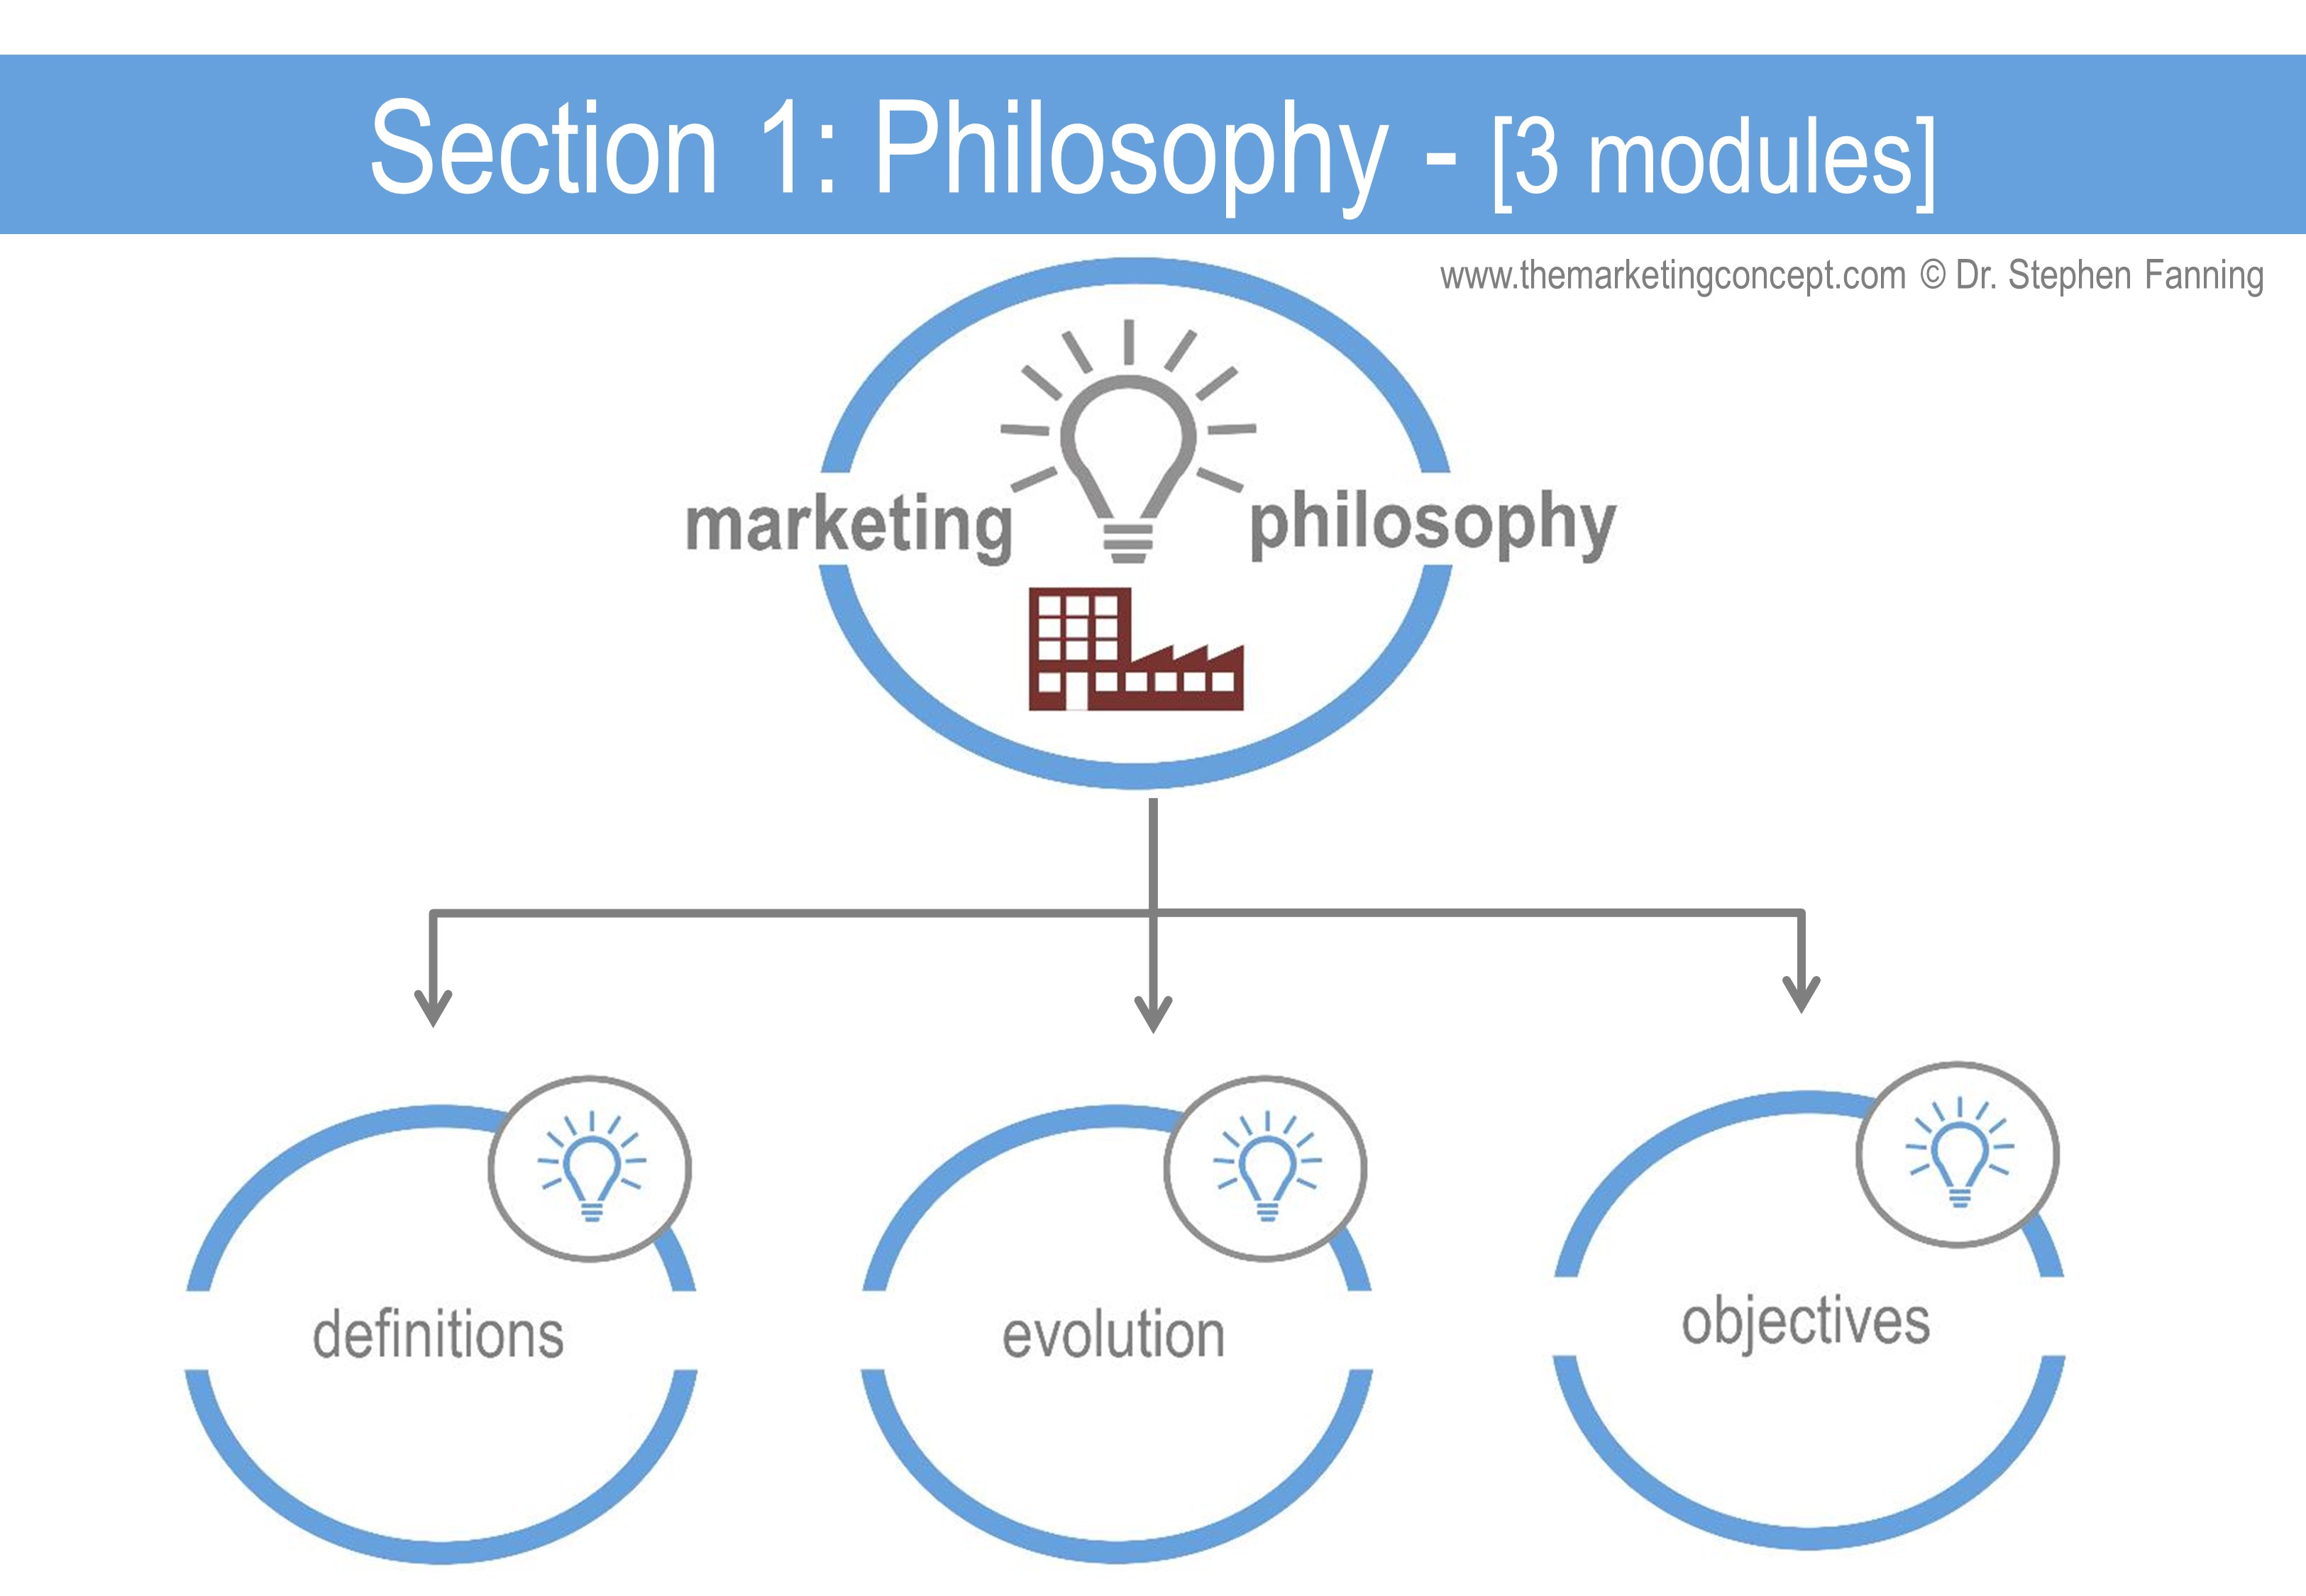 Section 1: Philosophy - [3 modules]
www.themarketingconcept.com © Dr. Stephen Fanning
marketing philosophy
definitions
evolution
objectives